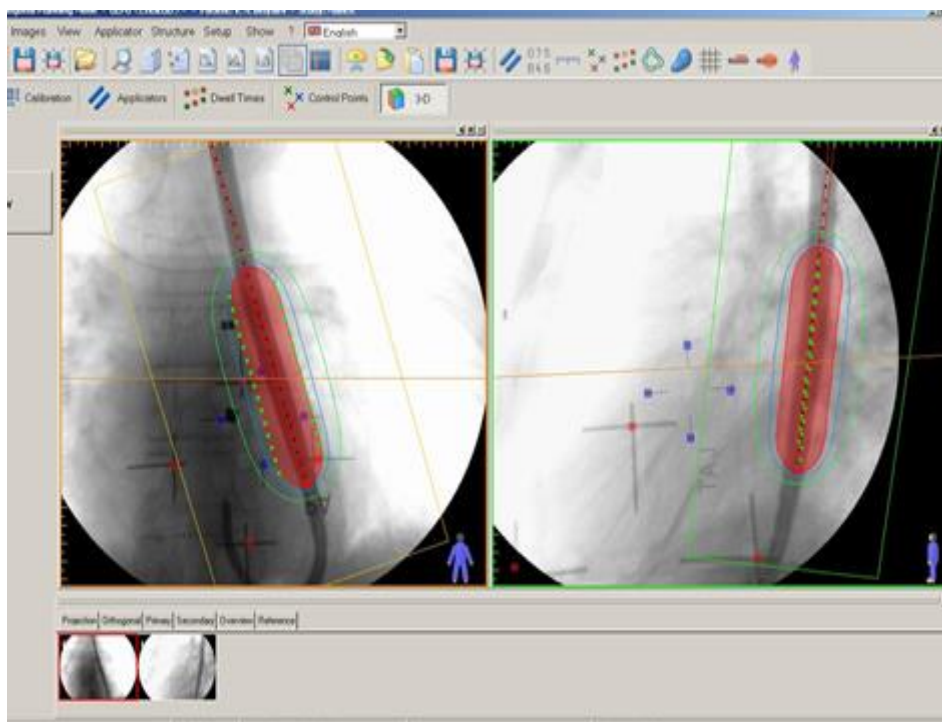 Images View Applicator Structure Setup Show ? English
Calibration Applicators Dwell Times Control Points 3-D
Projection Orthogonal Primary Secondary Overview Reference